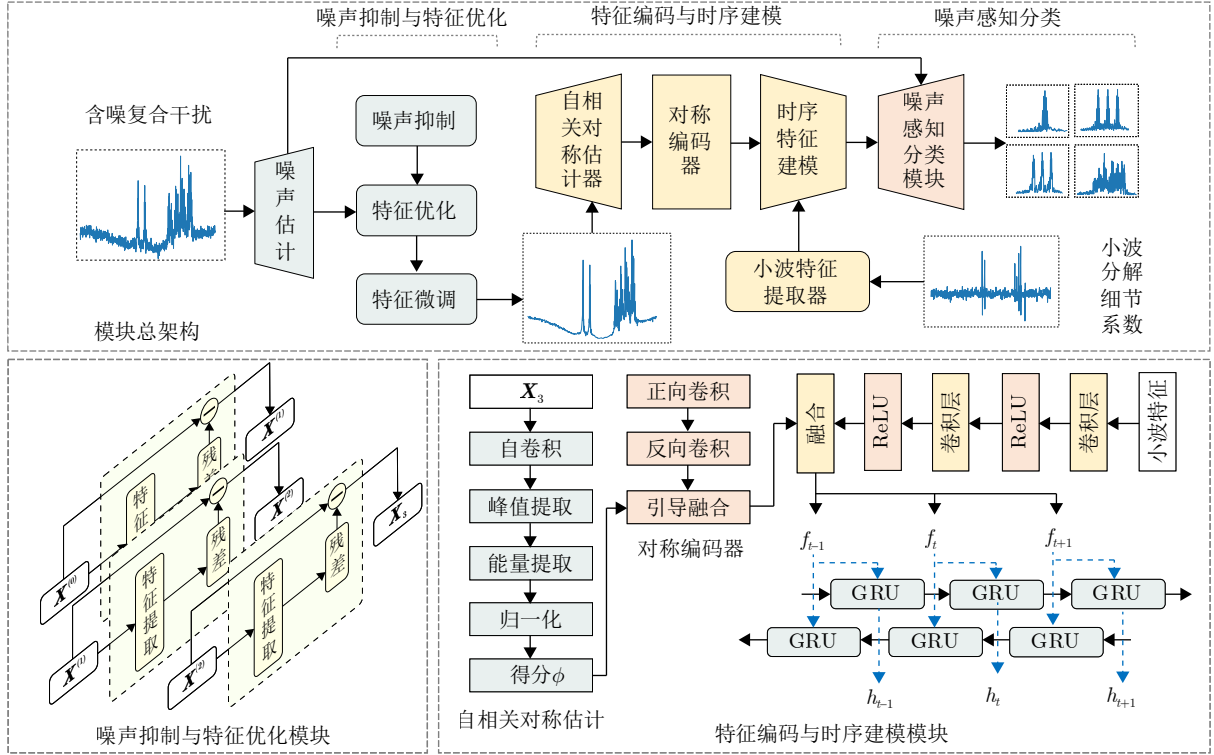 噪声抑制与特征优化
特征编码与时序建模
噪声感知分类
含噪复合干扰
噪声估计
噪声抑制
特征优化
特征微调
自相关对称估计器
对称编码器
时序特征建模
噪声感知分类模块
小波特征
提取器
小波
分解
细节
系数
模块总架构
X⁽¹⁾
残差
特征
X⁽²⁾
残差
X₃
残差
X⁽⁰⁾
特征提取
特征提取
X⁽¹⁾
X⁽²⁾
噪声抑制与特征优化模块
X₃
自卷积
峰值提取
能量提取
归一化
得分ϕ
自相关对称估计
正向卷积
反向卷积
引导融合
对称编码器
融合
ReLU
卷积层
ReLU
卷积层
小波特征
fₜ₋₁
fₜ
fₜ₊₁
GRU
GRU
GRU
GRU
GRU
GRU
hₜ₋₁
hₜ
hₜ₊₁
特征编码与时序建模模块